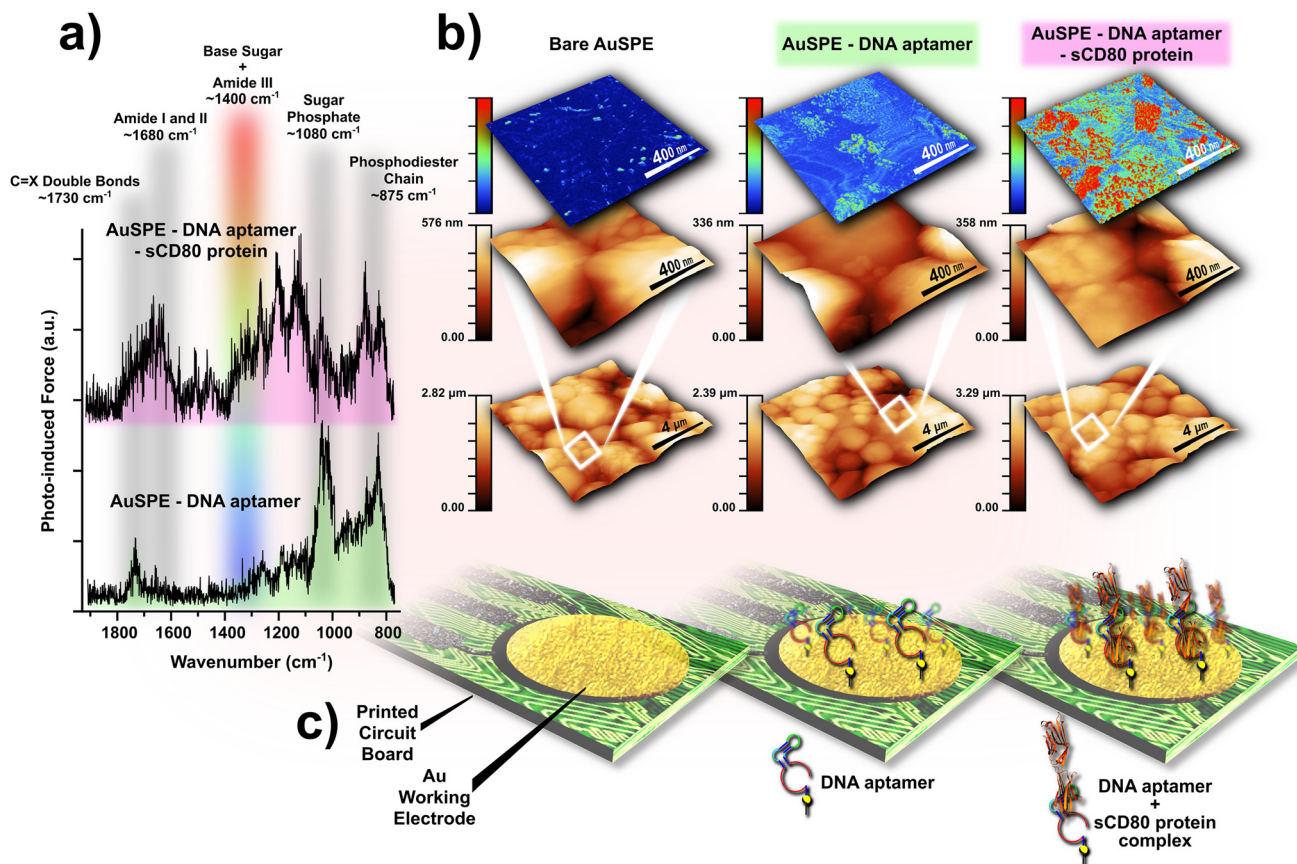 a)
Base Sugar
+
Amide III
~1400 cm⁻¹
Amide I and II
~1680 cm⁻¹
Sugar
Phosphate
~1080 cm⁻¹
C=X Double Bonds
~1730 cm⁻¹
Phosphodiester
Chain
~875 cm⁻¹
AuSPE - DNA aptamer
- sCD80 protein
AuSPE - DNA aptamer
Photo-induced Force (a.u.)
1800 1600 1400 1200 1000 800
Wavenumber (cm⁻¹)
b)
Bare AuSPE
AuSPE - DNA aptamer
AuSPE - DNA aptamer
- sCD80 protein
400 nm
400 nm
400 nm
576 nm
0.00
400 nm
336 nm
0.00
400 nm
358 nm
0.00
400 nm
2.82 µm
0.00
4 µm
2.39 µm
0.00
4 µm
3.29 µm
0.00
4 µm
c)
Printed
Circuit
Board
Au
Working
Electrode
DNA aptamer
DNA aptamer
+
sCD80 protein
complex